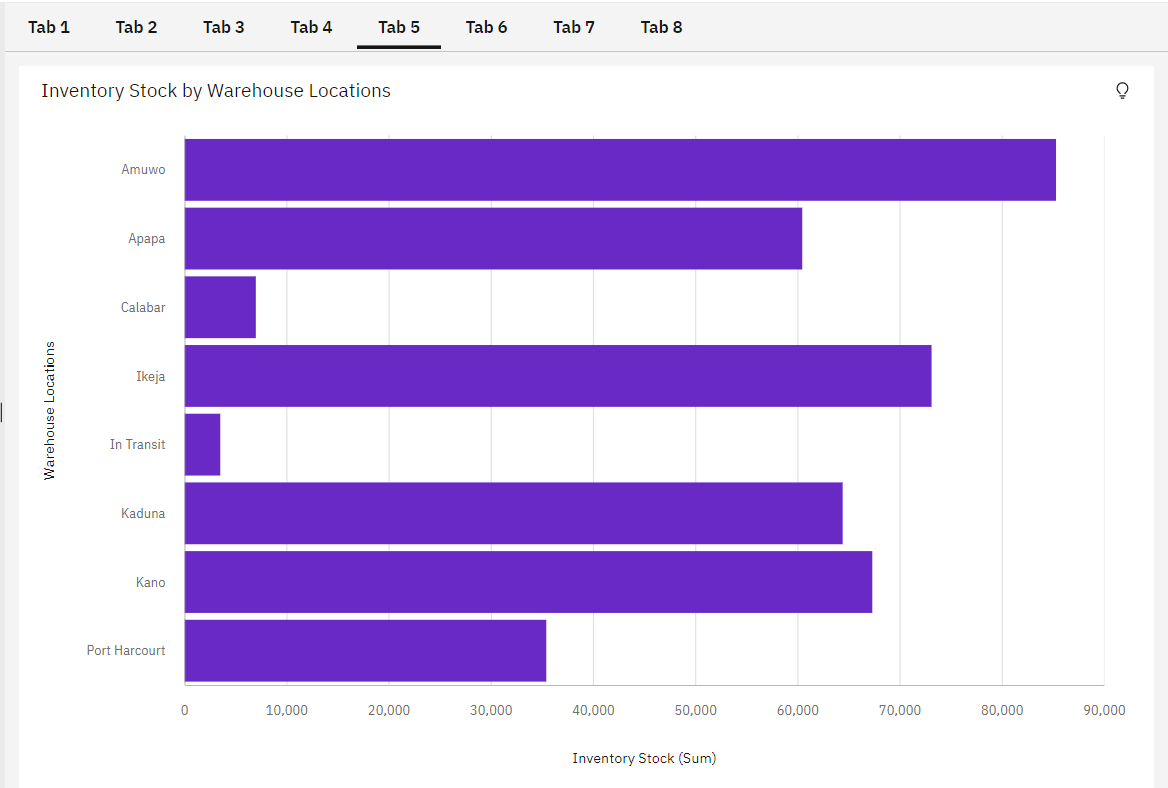 Tab 1 Tab 2 Tab 3 Tab 4 Tab 5 Tab 6 Tab 7 Tab 8
Inventory Stock by Warehouse Locations
Warehouse Locations
Amuwo
Apapa
Calabar
Ikeja
In Transit
Kaduna
Kano
Port Harcourt
0 10,000 20,000 30,000 40,000 50,000 60,000 70,000 80,000 90,000
Inventory Stock (Sum)